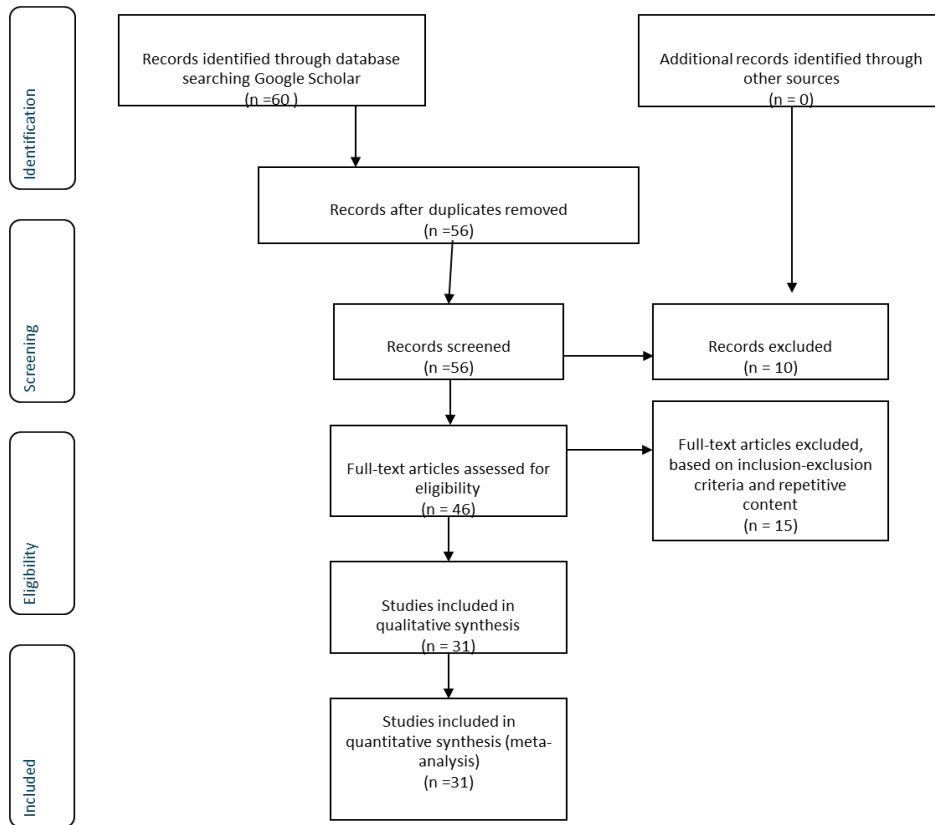 Identification
Records identified through database
searching Google Scholar
(n =60 )
Additional records identified through
other sources
(n = 0)
Records after duplicates removed
(n =56)
Screening
Records screened
(n =56)
Records excluded
(n = 10)
Eligibility
Full-text articles assessed for
eligibility
(n = 46)
Full-text articles excluded,
based on inclusion-exclusion
criteria and repetitive
content
(n = 15)
Studies included in
qualitative synthesis
(n = 31)
Included
Studies included in
quantitative synthesis (meta-
analysis)
(n =31)